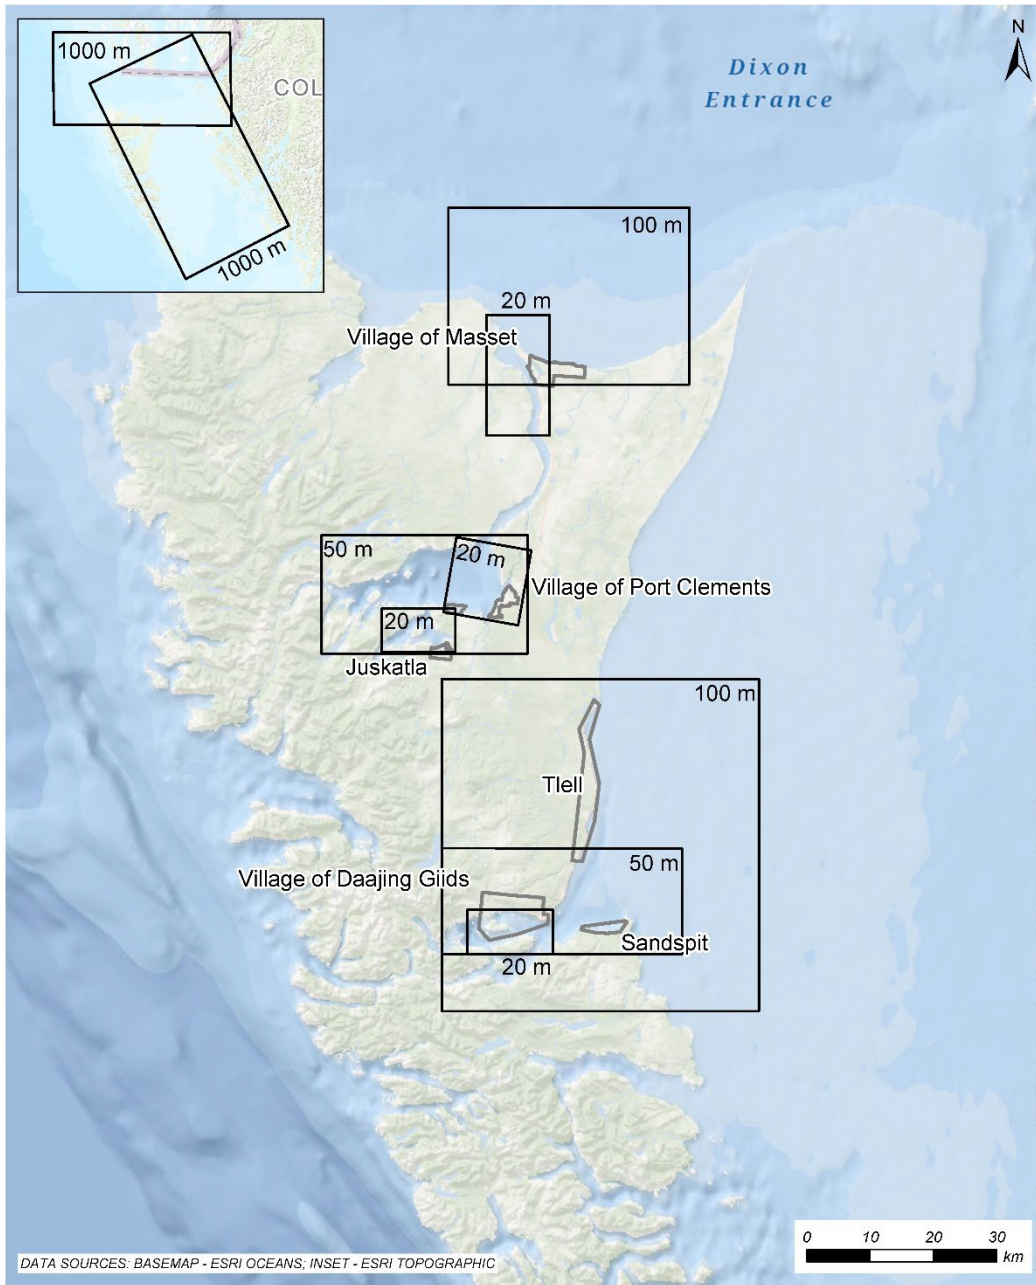 1000 m
COL
1000 m
N
Dixon
Entrance
100 m
20 m
Village of Masset
50 m
20 m
Village of Port Clements
20 m
Juskatla
100 m
Tlell
50 m
Village of Daajing Giids
Sandspit
20 m
0 10 20 30
km
DATA SOURCES: BASEMAP - ESRI OCEANS; INSET - ESRI TOPOGRAPHIC